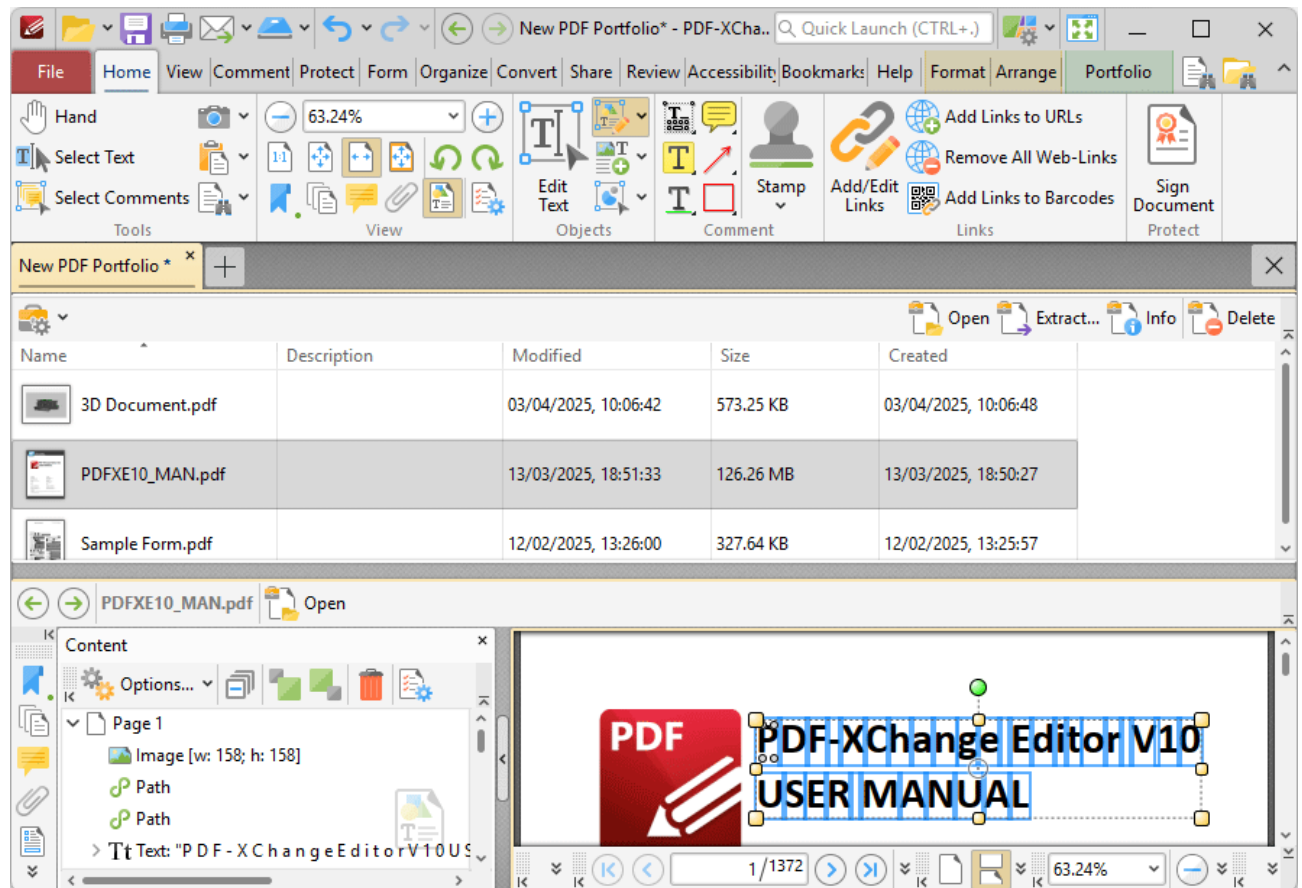 New PDF Portfolio* - PDF-XCha.. Quick Launch (CTRL+.)
File Home View Comment Protect Form Organize Convert Share Review Accessibilit Bookmarks Help Format Arrange Portfolio
Hand 63.24% Add Links to URLs
Select Text 1:1 Remove All Web-Links
Select Comments Edit Text Stamp Add/Edit Links Add Links to Barcodes Sign Document
Tools View Objects Comment Links Protect
New PDF Portfolio *
Open Extract... Info Delete
Name Description Modified Size Created
3D Document.pdf 03/04/2025, 10:06:42 573.25 KB 03/04/2025, 10:06:48
PDFXE10_MAN.pdf 13/03/2025, 18:51:33 126.26 MB 13/03/2025, 18:50:27
Sample Form.pdf 12/02/2025, 13:26:00 327.64 KB 12/02/2025, 13:25:57
PDFXE10_MAN.pdf Open
Content
Options...
Page 1
Image [w: 158; h: 158]
Path
Path
Text: "P D F - X C h a n g e E d i t o r V 1 0 U S
PDF
PDF-XChange Editor V10
USER MANUAL
1/1372 63.24%